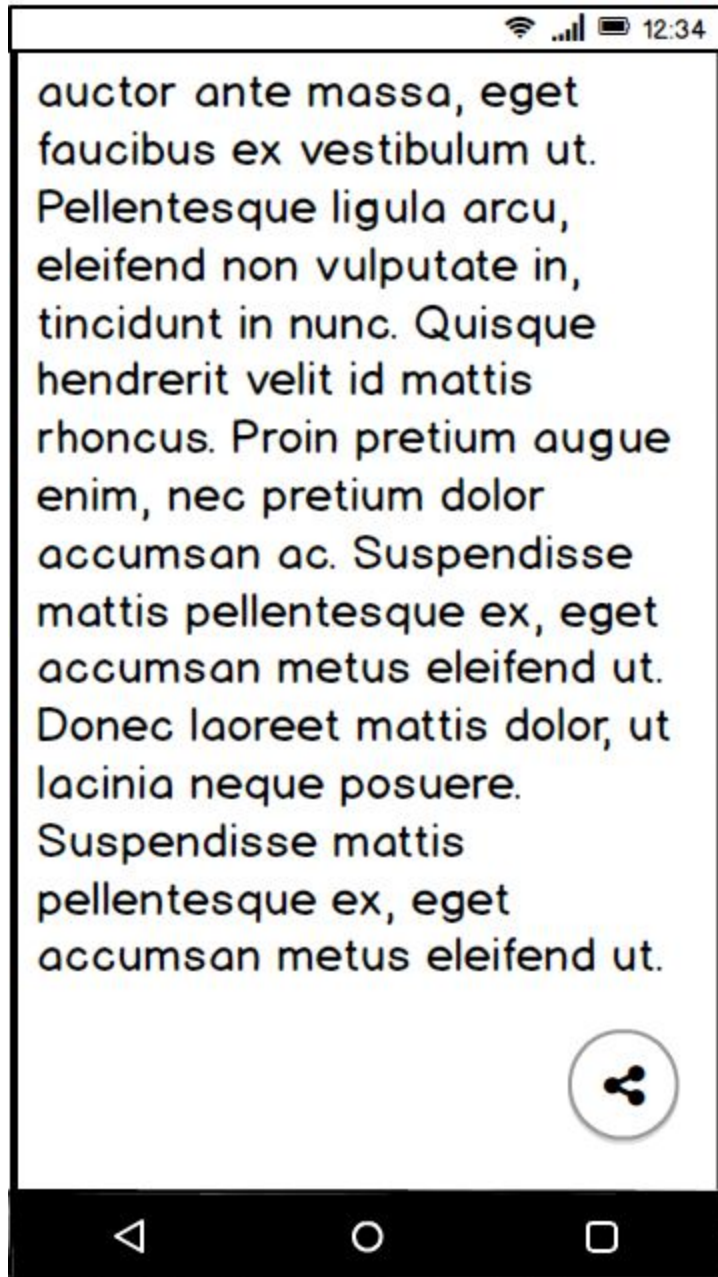 12:34
auctor ante massa, eget
faucibus ex vestibulum ut.
Pellentesque ligula arcu,
eleifend non vulputate in,
tincidunt in nunc. Quisque
hendrerit velit id mattis
rhoncus. Proin pretium augue
enim, nec pretium dolor
accumsan ac. Suspendisse
mattis pellentesque ex, eget
accumsan metus eleifend ut.
Donec laoreet mattis dolor, ut
lacinia neque posuere.
Suspendisse mattis
pellentesque ex, eget
accumsan metus eleifend ut.